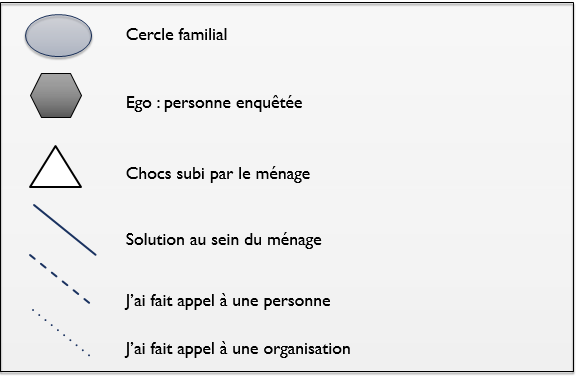 Cercle familial
Ego : personne enquêtée
Chocs subi par le ménage
Solution au sein du ménage
J'ai fait appel à une personne
J'ai fait appel à une organisation